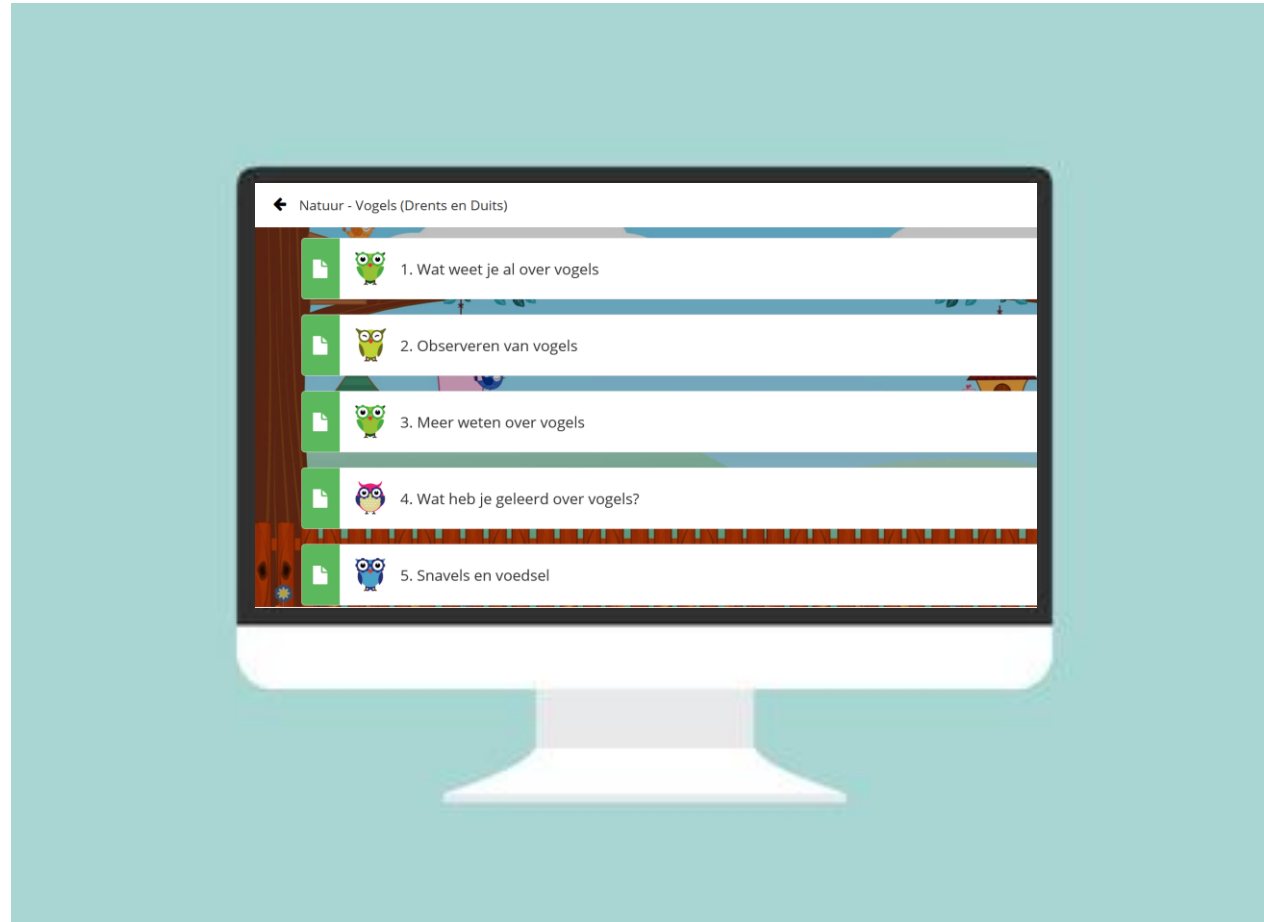 Natuur - Vogels (Drents en Duits)
1. Wat weet je al over vogels
2. Observeren van vogels
3. Meer weten over vogels
4. Wat heb je geleerd over vogels?
5. Snavels en voedsel